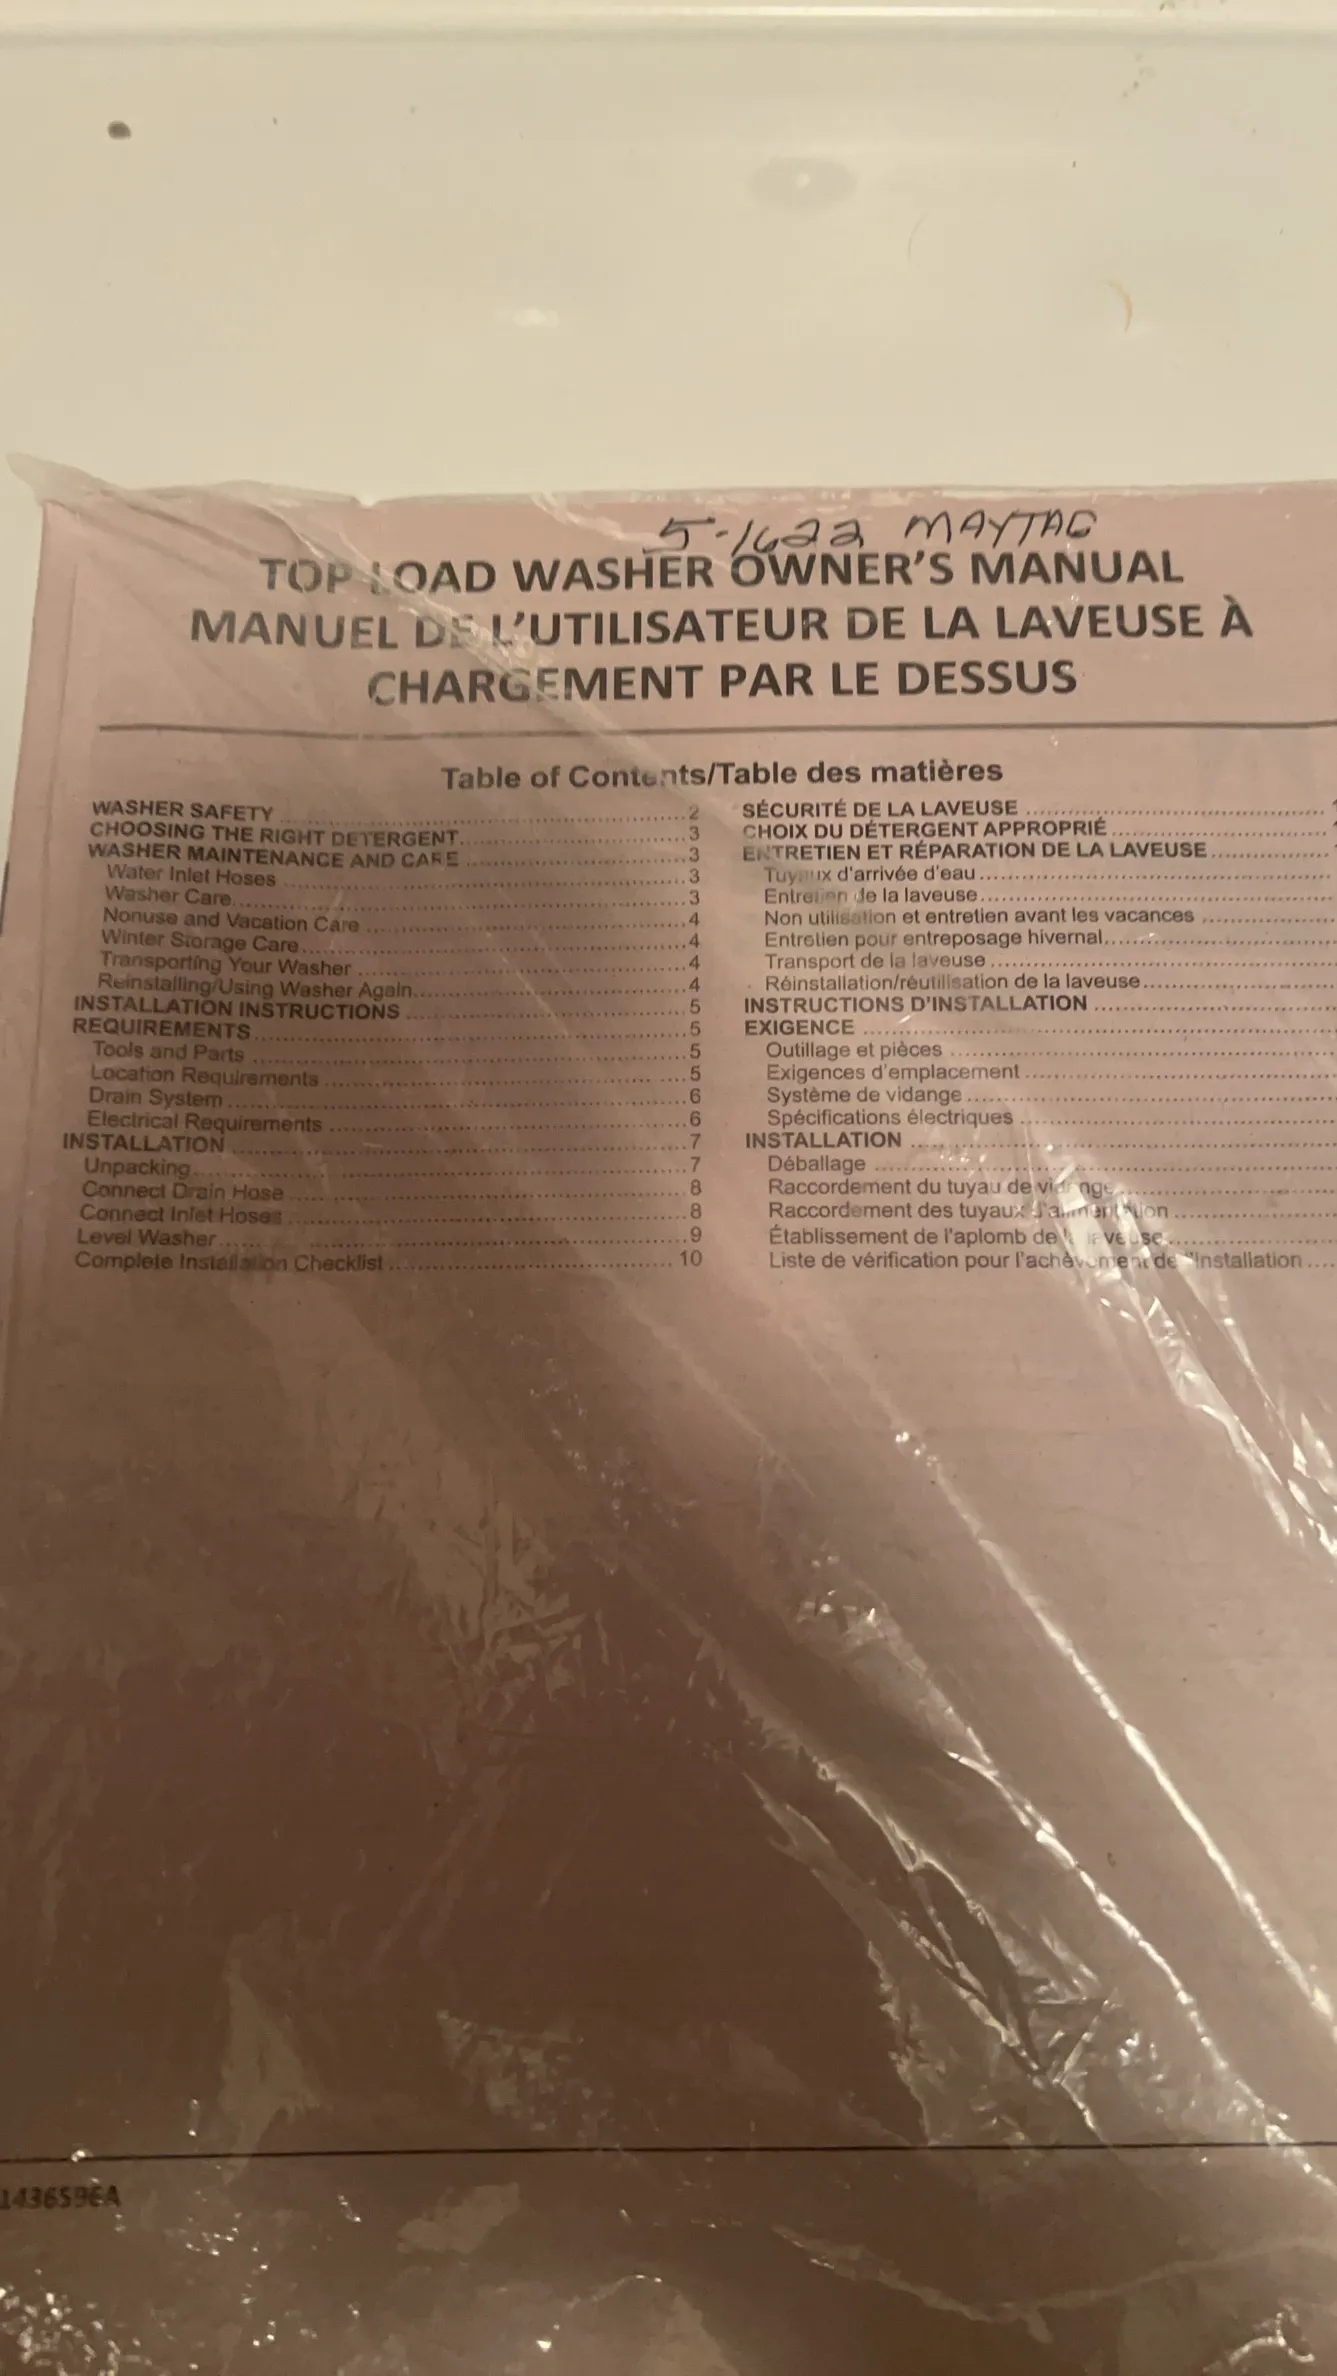 5-1622 MAYTAG
TOP LOAD WASHER OWNER'S MANUAL
MANUEL DE L'UTILISATEUR DE LA LAVEUSE À
CHARGEMENT PAR LE DESSUS
Table of Contents/Table des matières
WASHER SAFETY 2
CHOOSING THE RIGHT DETERGENT 3
WASHER MAINTENANCE AND CARE 3
Water Inlet Hoses 3
Washer Care 3
Nonuse and Vacation Care 4
Winter Storage Care 4
Transporting Your Washer 4
Reinstalling/Using Washer Again 4
INSTALLATION INSTRUCTIONS 5
REQUIREMENTS 5
Tools and Parts 5
Location Requirements 5
Drain System 6
Electrical Requirements 6
INSTALLATION 7
Unpacking 7
Connect Drain Hose 8
Connect Inlet Hoses 8
Level Washer 9
Complete Installation Checklist 10
SÉCURITÉ DE LA LAVEUSE
CHOIX DU DÉTERGENT APPROPRIÉ
ENTRETIEN ET RÉPARATION DE LA LAVEUSE
Tuyaux d'arrivée d'eau
Entretien de la laveuse
Non utilisation et entretien avant les vacances
Entretien pour entreposage hivernal
Transport de la laveuse
Réinstallation/réutilisation de la laveuse
INSTRUCTIONS D'INSTALLATION
EXIGENCE
Outillage et pièces
Exigences d'emplacement
Système de vidange
Spécifications électriques
INSTALLATION
Déballage
Raccordement du tuyau de vidange
Raccordement des tuyaux d'alimentation
Établissement de l'aplomb de la laveuse
Liste de vérification pour l'achèvement de l'installation